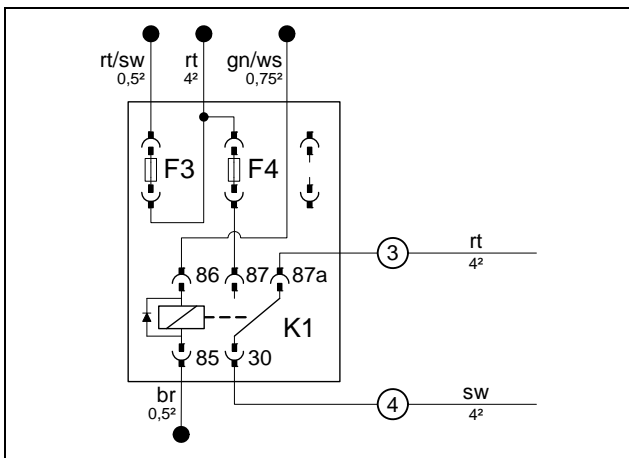 rt/sw rt gn/ws
0,5² 4² 0,75²
F3 F4
3 rt
4²
86 87 87a
K1
85 30
br
0,5²
4 sw
4²